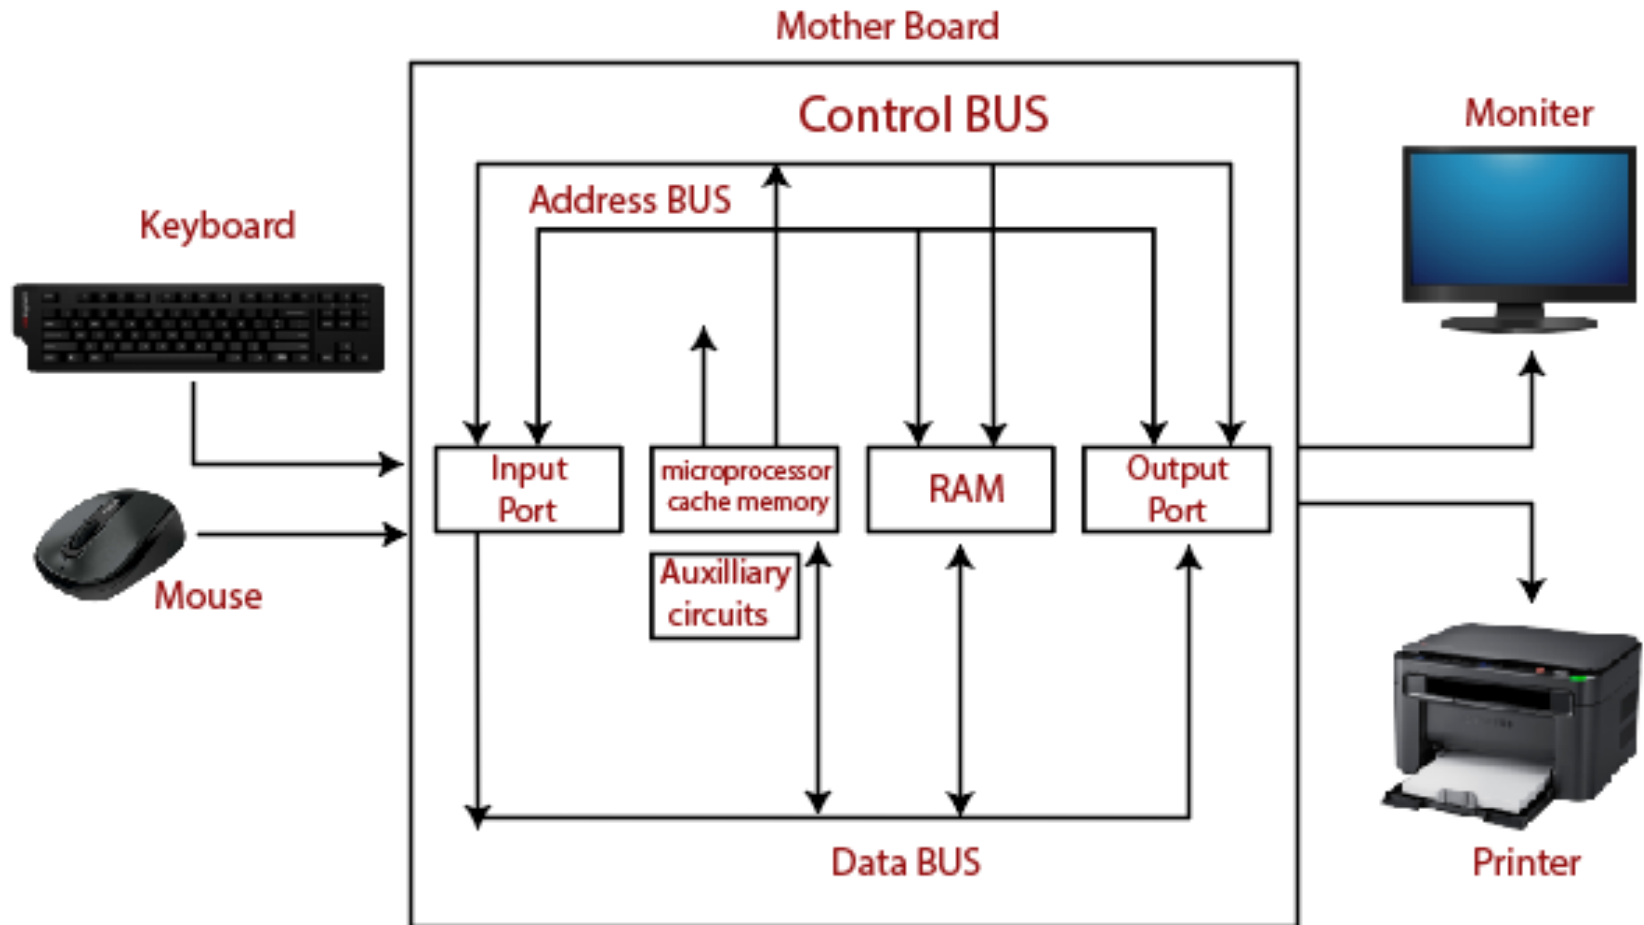 Mother Board
Control BUS
Moniter
Address BUS
Keyboard
Input
Port
microprocessor
cache memory
RAM
Output
Port
Auxilliary
circuits
Mouse
Data BUS
Printer